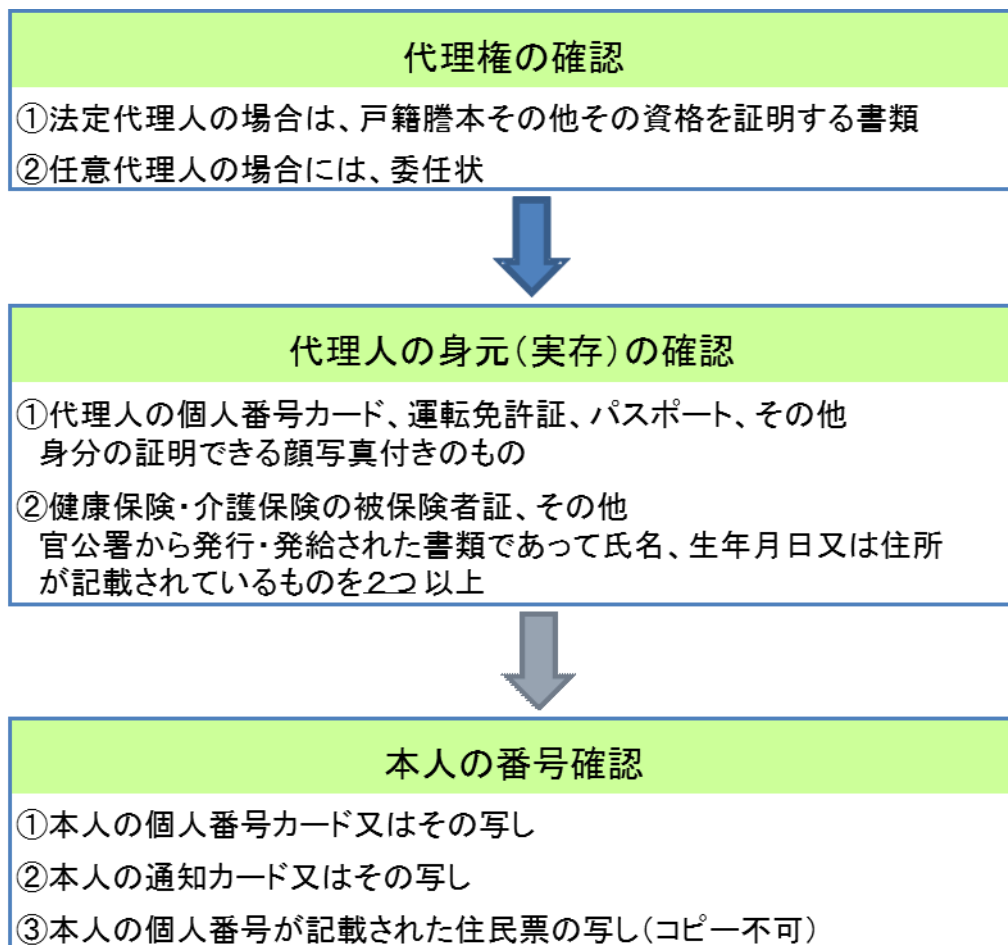 代理権の確認
①法定代理人の場合は、戸籍謄本その他その資格を証明する書類
②任意代理人の場合には、委任状
代理人の身元(実存)の確認
①代理人の個人番号カード、運転免許証、パスポート、その他
身分の証明できる顔写真付きのもの
②健康保険・介護保険の被保険者証、その他
官公署から発行・発給された書類であって氏名、生年月日又は住所
が記載されているものを２つ以上
本人の番号確認
①本人の個人番号カード又はその写し
②本人の通知カード又はその写し
③本人の個人番号が記載された住民票の写し(コピー不可)